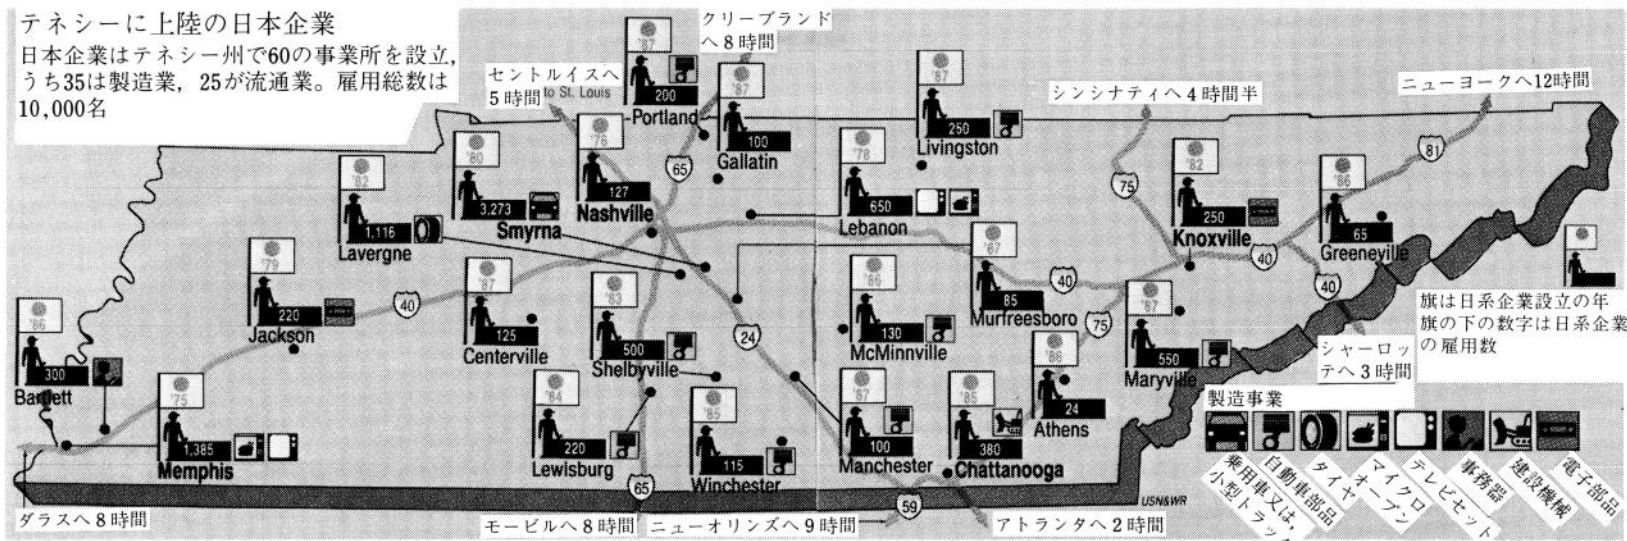 テネシーに上陸の日本企業
日本企業はテネシー州で60の事業所を設立,
うち35は製造業，25が流通業。雇用総数は
10,000名
クリーブランド
へ8時間
セントルイスへ
5時間 to St. Louis
シンシナティへ4時間半
ニューヨークへ12時間
'87
200
Portland
'87
100
Gallatin
'87
250
Livingston
'76
127
Nashville
'80
3,273
Smyrna
'82
1,116
Lavergne
'78
650
Lebanon
'82
250
Knoxville
'86
65
Greeneville
'79
220
Jackson
'87
125
Centerville
'83
500
Shelbyville
'86
130
McMinnville
'87
85
Murfreesboro
'87
550
Maryville
'86
300
Bartlett
'75
1,385
Memphis
'84
220
Lewisburg
'85
115
Winchester
'87
100
Manchester
'85
380
Chattanooga
'86
24
Athens
65
75
81
40
40
40
40
24
75
65
59
旗は日系企業設立の年
旗の下の数字は日系企業
の雇用数
シャーロッ
テへ3時間
製造事業
乗用車又は,
小型トラック
自動車部品
タイヤ
マイクロ
オーブン
テレビセット
事務器
建設機械
電子部品
USN&WR
ダラスへ8時間
モービルへ8時間
ニューオリンズへ9時間
アトランタへ2時間